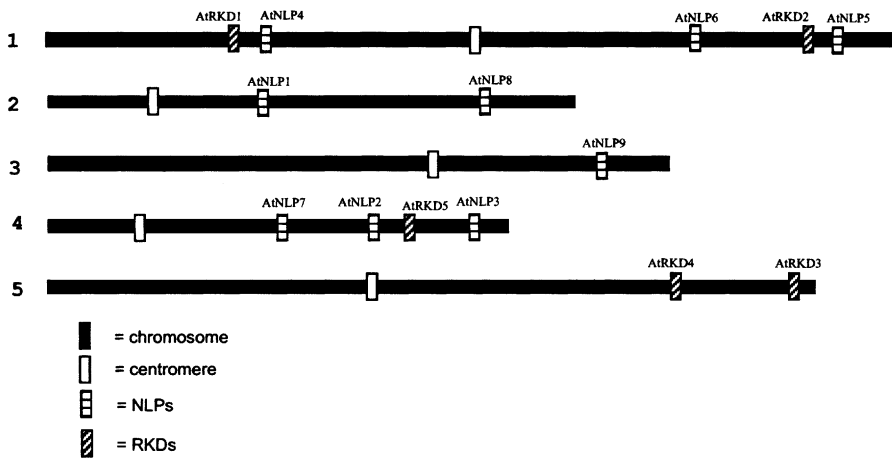 AtRKD1 AtNLP4 AtNLP6 AtRKD2 AtNLP5
1
AtNLP1 AtNLP8
2
AtNLP9
3
AtNLP7 AtNLP2 AtRKD5 AtNLP3
4
AtRKD4 AtRKD3
5
= chromosome
= centromere
= NLPs
= RKDs